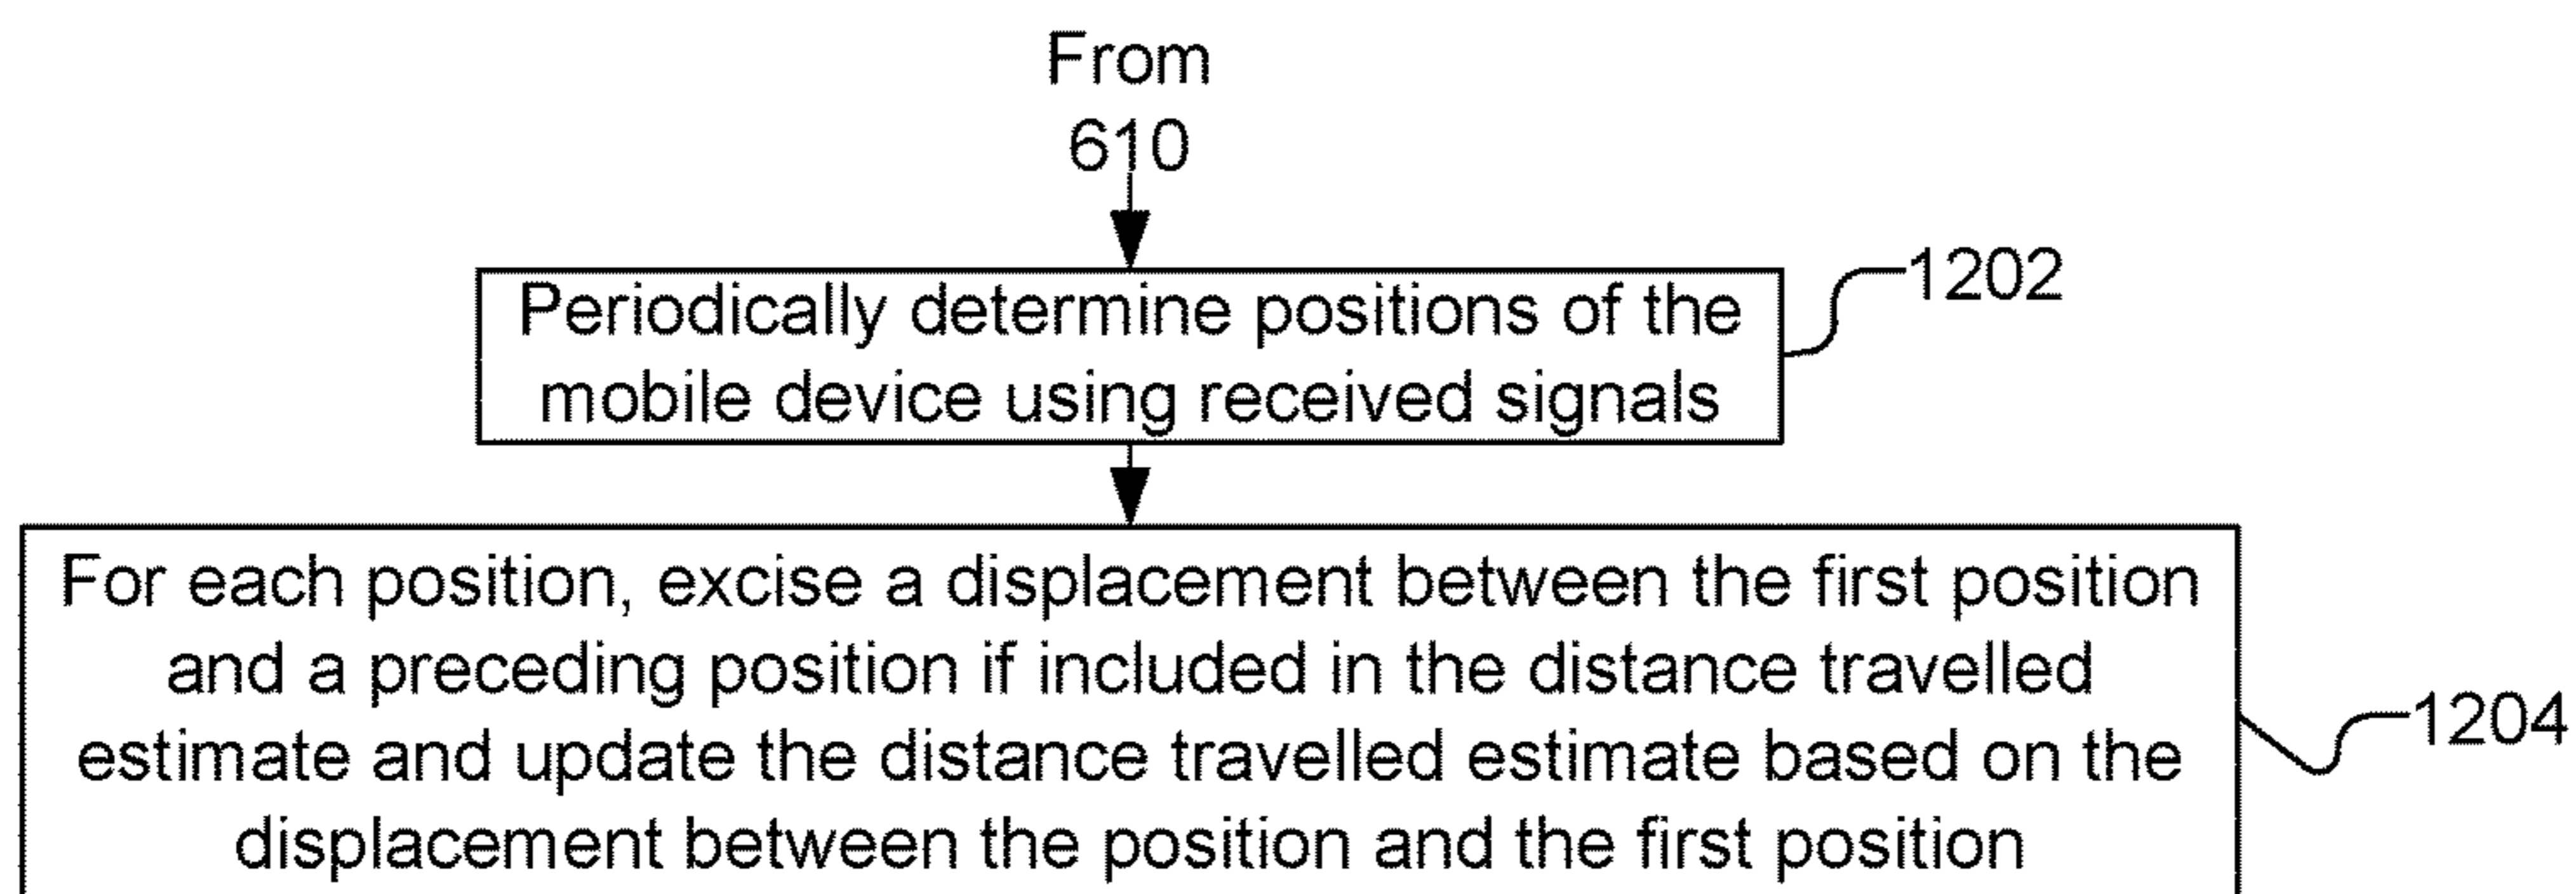 From
610
Periodically determine positions of the
mobile device using received signals
1202
For each position, excise a displacement between the first position
and a preceding position if included in the distance travelled
estimate and update the distance travelled estimate based on the
displacement between the position and the first position
1204